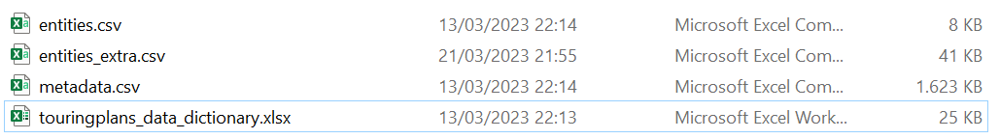 entities.csv 13/03/2023 22:14 Microsoft Excel Com... 8 KB
entities_extra.csv 21/03/2023 21:55 Microsoft Excel Com... 41 KB
metadata.csv 13/03/2023 22:14 Microsoft Excel Com... 1.623 KB
touringplans_data_dictionary.xlsx 13/03/2023 22:13 Microsoft Excel Work... 25 KB